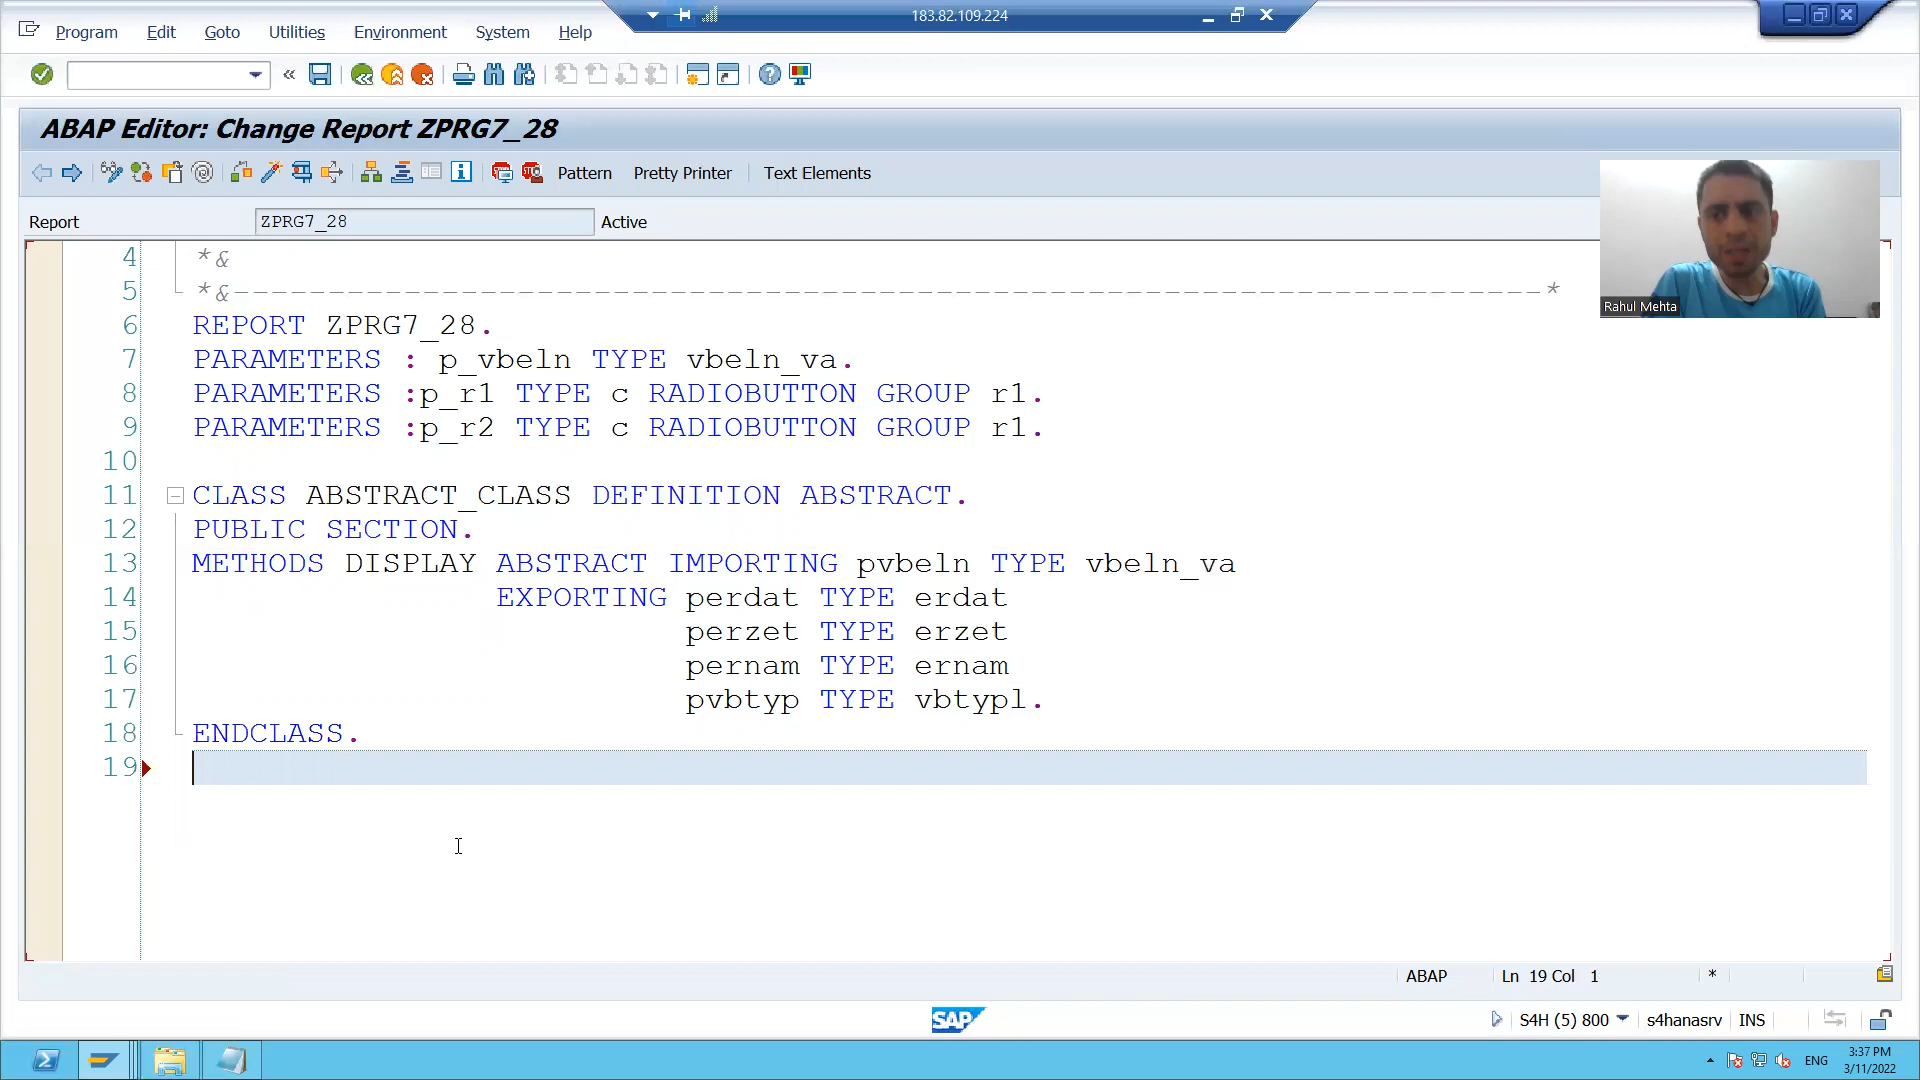 183.82.109.224
Program Edit Goto Utilities Environment System Help
ABAP Editor: Change Report ZPRG7_28
Pattern Pretty Printer Text Elements
Report ZPRG7_28 Active
Rahul Mehta
4 *&
5 *&---------------------------------------------------------------------*
6 REPORT ZPRG7_28.
7 PARAMETERS : p_vbeln TYPE vbeln_va.
8 PARAMETERS :p_r1 TYPE c RADIOBUTTON GROUP r1.
9 PARAMETERS :p_r2 TYPE c RADIOBUTTON GROUP r1.
10
11 CLASS ABSTRACT_CLASS DEFINITION ABSTRACT.
12 PUBLIC SECTION.
13 METHODS DISPLAY ABSTRACT IMPORTING pvbeln TYPE vbeln_va
14 EXPORTING perdat TYPE erdat
15 perzet TYPE erzet
16 pernam TYPE ernam
17 pvbtyp TYPE vbtypl.
18 ENDCLASS.
19
ABAP Ln 19 Col 1 *
SAP S4H (5) 800 s4hanasrv INS
ENG 3:37 PM
3/11/2022